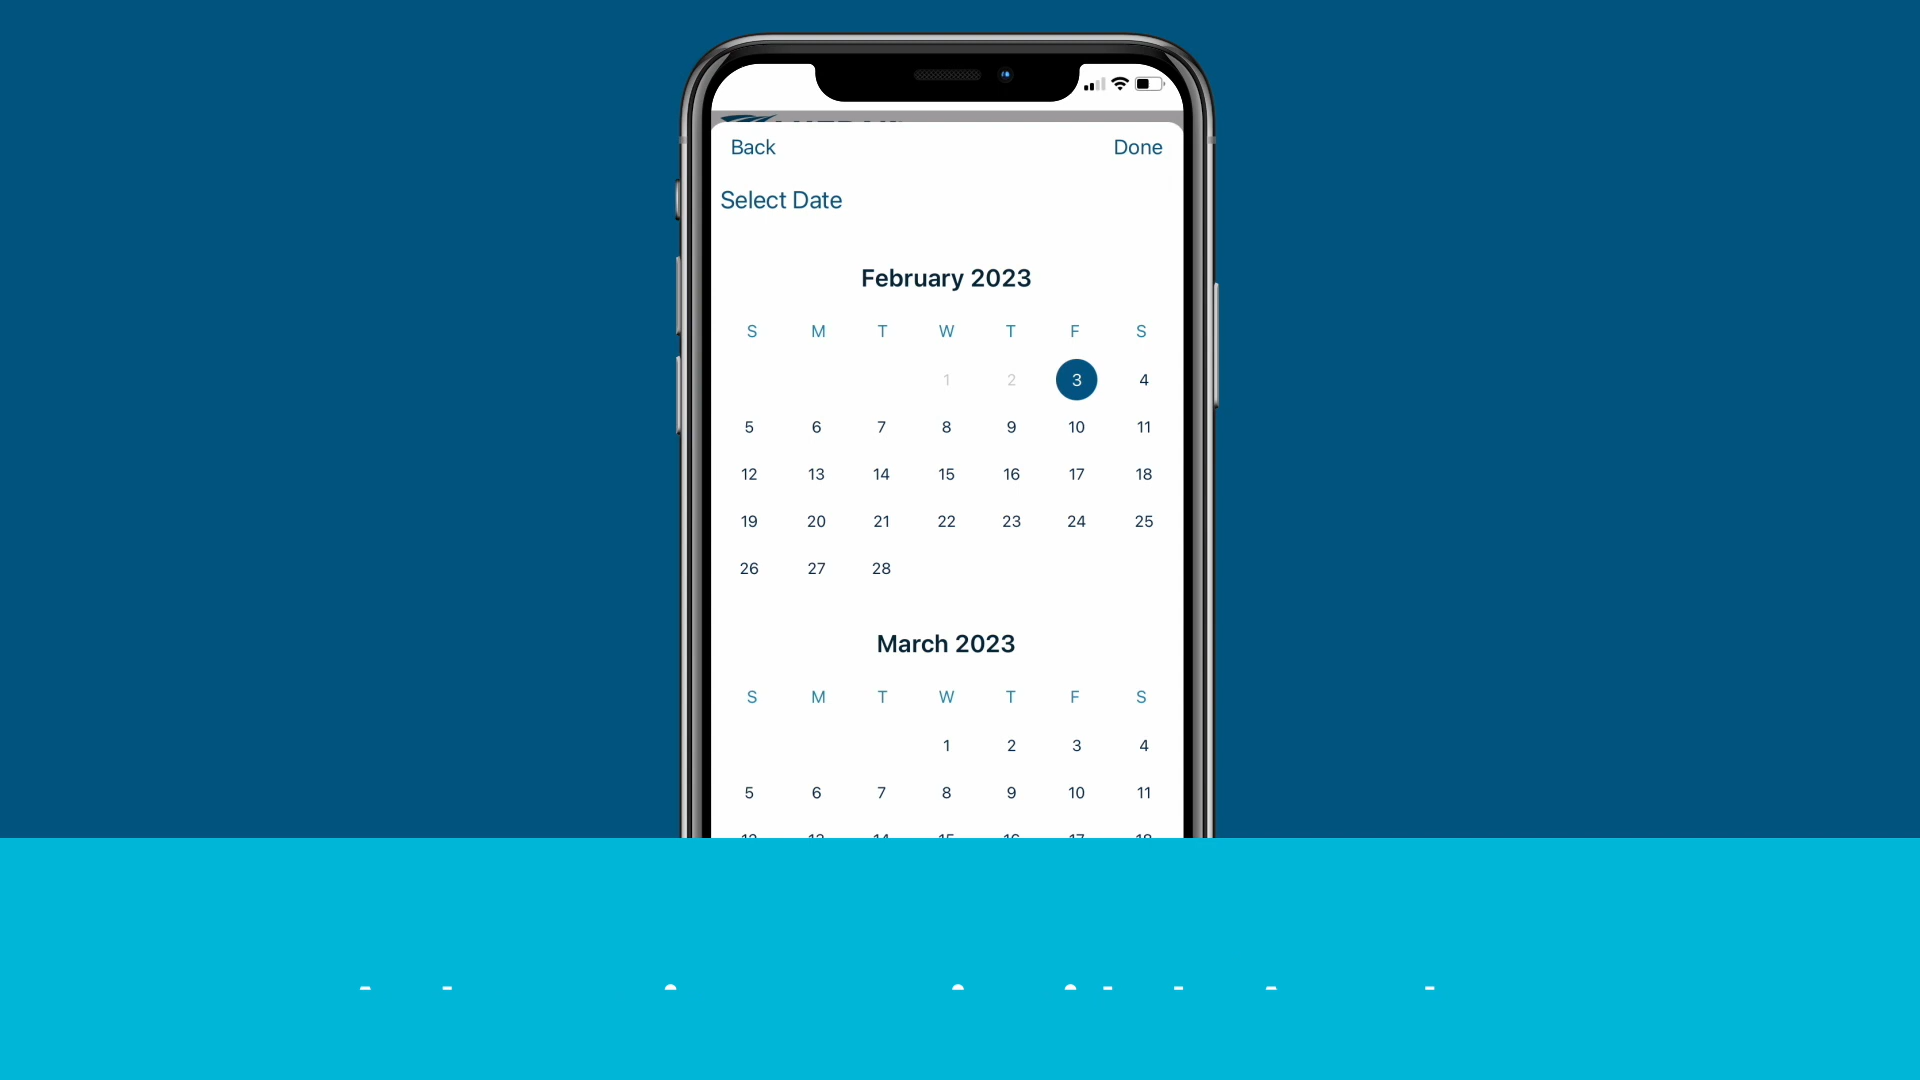 Back Done
Select Date
February 2023
S M T W T F S
1 2 3 4
5 6 7 8 9 10 11
12 13 14 15 16 17 18
19 20 21 22 23 24 25
26 27 28
March 2023
S M T W T F S
1 2 3 4
5 6 7 8 9 10 11